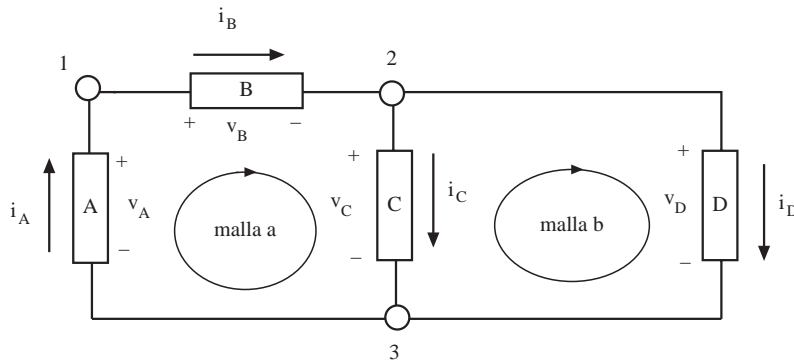 i_B
1
2
B
+ v_B −
+
+
+
i_A
A
v_A
malla a
v_C
C
i_C
malla b
v_D
D
i_D
−
−
−
3